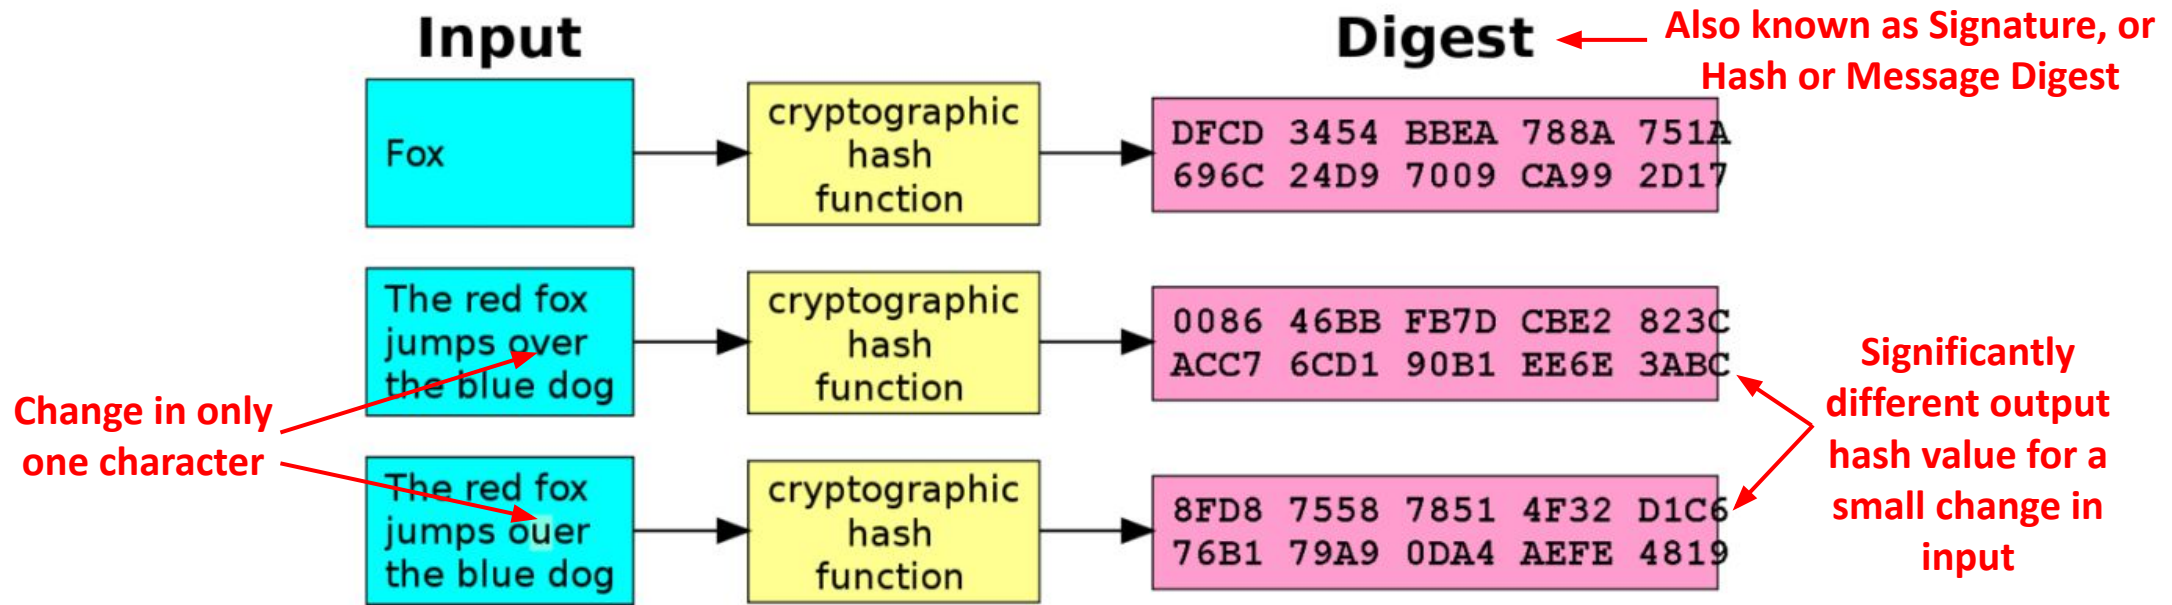 Input
Digest
Also known as Signature, or
Hash or Message Digest
Fox
cryptographic
hash
function
DFCD 3454 BBEA 788A 751A
696C 24D9 7009 CA99 2D17
The red fox
jumps over
the blue dog
cryptographic
hash
function
0086 46BB FB7D CBE2 823C
ACC7 6CD1 90B1 EE6E 3ABC
Change in only
one character
Significantly
different output
hash value for a
small change in
input
The red fox
jumps ouer
the blue dog
cryptographic
hash
function
8FD8 7558 7851 4F32 D1C6
76B1 79A9 0DA4 AEFE 4819